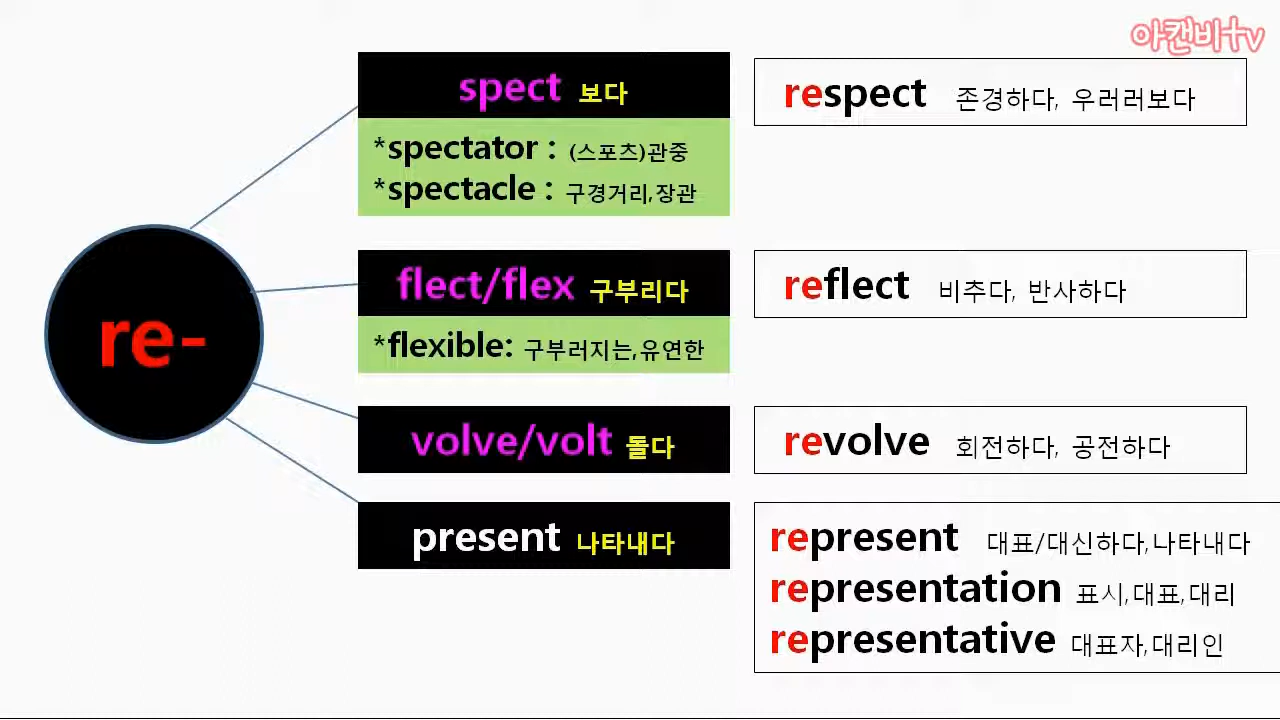 아캔비tv
re-
spect 보다
*spectator : (스포츠)관중
*spectacle : 구경거리,장관
respect 존경하다, 우러러보다
flect/flex 구부리다
*flexible: 구부러지는,유연한
reflect 비추다, 반사하다
volve/volt 돌다
revolve 회전하다, 공전하다
present 나타내다
represent 대표/대신하다,나타내다
representation 표시,대표,대리
representative 대표자,대리인